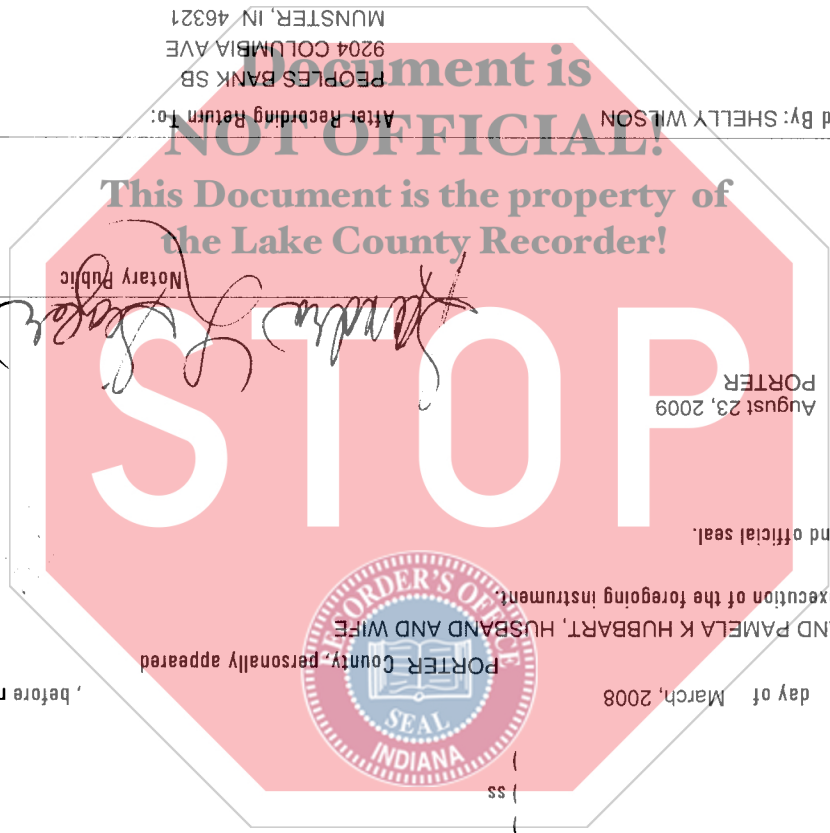 Document is
NOT OFFICIAL!
This Document is the property of
the Lake County Recorder!
STOP
RECORDER'S OFFICE
SEAL
INDIANA
)
) ss
)
day of March, 2008 , before
PORTER County, personally appeared
AND PAMELA K HUBBART, HUSBAND AND WIFE
execution of the foregoing instrument.
nd official seal.
August 23, 2009
PORTER
Notary Public
d By: SHELLY WILSON After Recording Return To:
PEOPLES BANK SB
9204 COLUMBIA AVE
MUNSTER, IN 46321